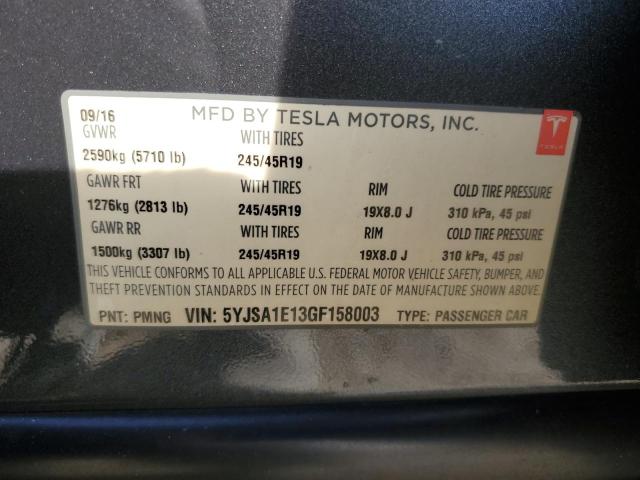 09/16 MFD BY TESLA MOTORS, INC.
GVWR WITH TIRES
2590kg (5710 lb) 245/45R19
GAWR FRT WITH TIRES RIM COLD TIRE PRESSURE
1276kg (2813 lb) 245/45R19 19X8.0 J 310 kPa, 45 psi
GAWR RR WITH TIRES RIM COLD TIRE PRESSURE
1500kg (3307 lb) 245/45R19 19X8.0 J 310 kPa, 45 psi
THIS VEHICLE CONFORMS TO ALL APPLICABLE U.S. FEDERAL MOTOR VEHICLE SAFETY, BUMPER, AND
THEFT PREVENTION STANDARDS IN EFFECT ON THE DATE OF MANUFACTURE SHOWN ABOVE.
PNT: PMNG VIN: 5YJSA1E13GF158003 TYPE: PASSENGER CAR
TESLA